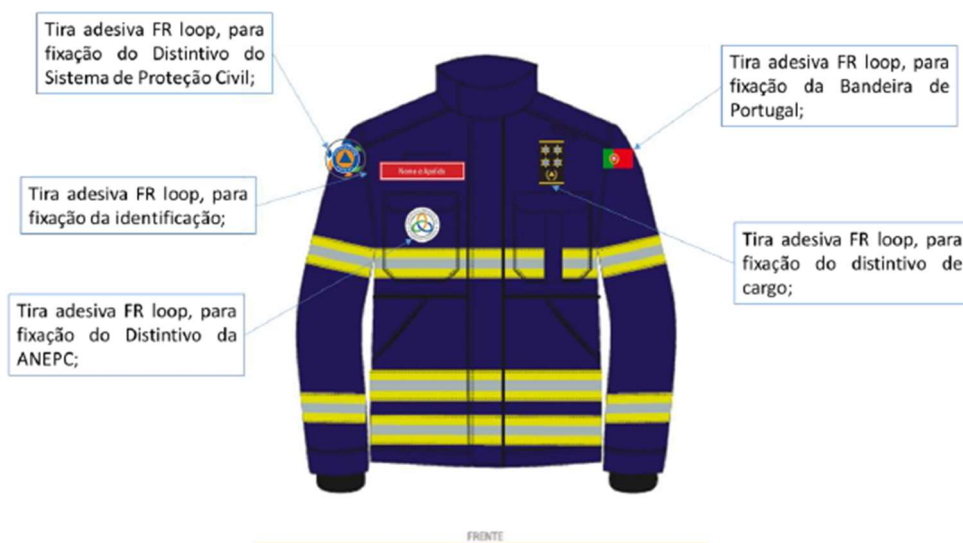 Tira adesiva FR loop, para
fixação do Distintivo do
Sistema de Proteção Civil;
Tira adesiva FR loop, para
fixação da Bandeira de
Portugal;
Nome e Apelido
Tira adesiva FR loop, para
fixação da identificação;
Tira adesiva FR loop, para
fixação do distintivo de
cargo;
Tira adesiva FR loop, para
fixação do Distintivo da
ANEPC;
FRENTE